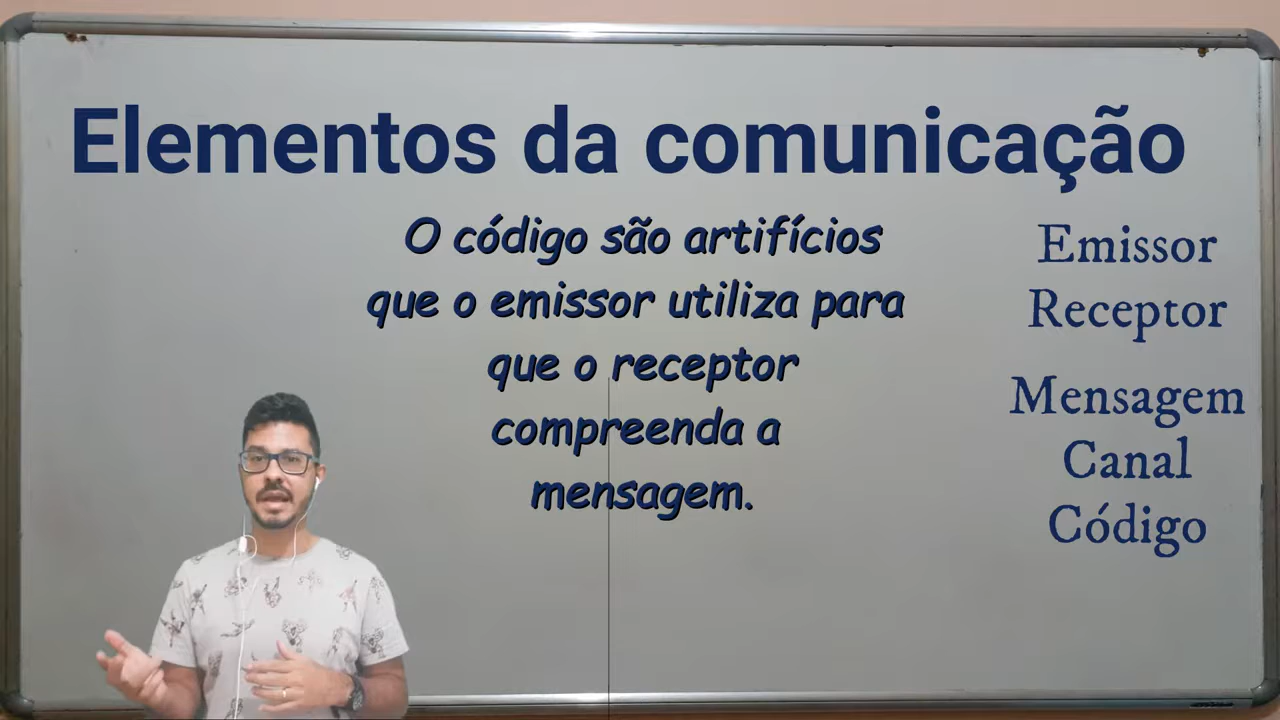 Elementos da comunicação
O código são artifícios
que o emissor utiliza para
que o receptor
compreenda a
mensagem.
Emissor
Receptor
Mensagem
Canal
Código